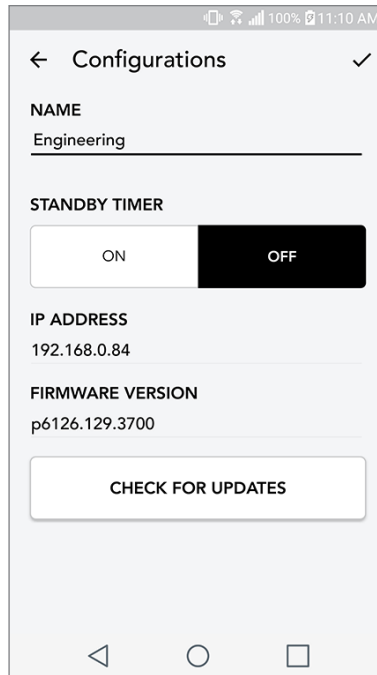 100% 11:10 AM
Configurations
NAME
Engineering
STANDBY TIMER
ON OFF
IP ADDRESS
192.168.0.84
FIRMWARE VERSION
p6126.129.3700
CHECK FOR UPDATES